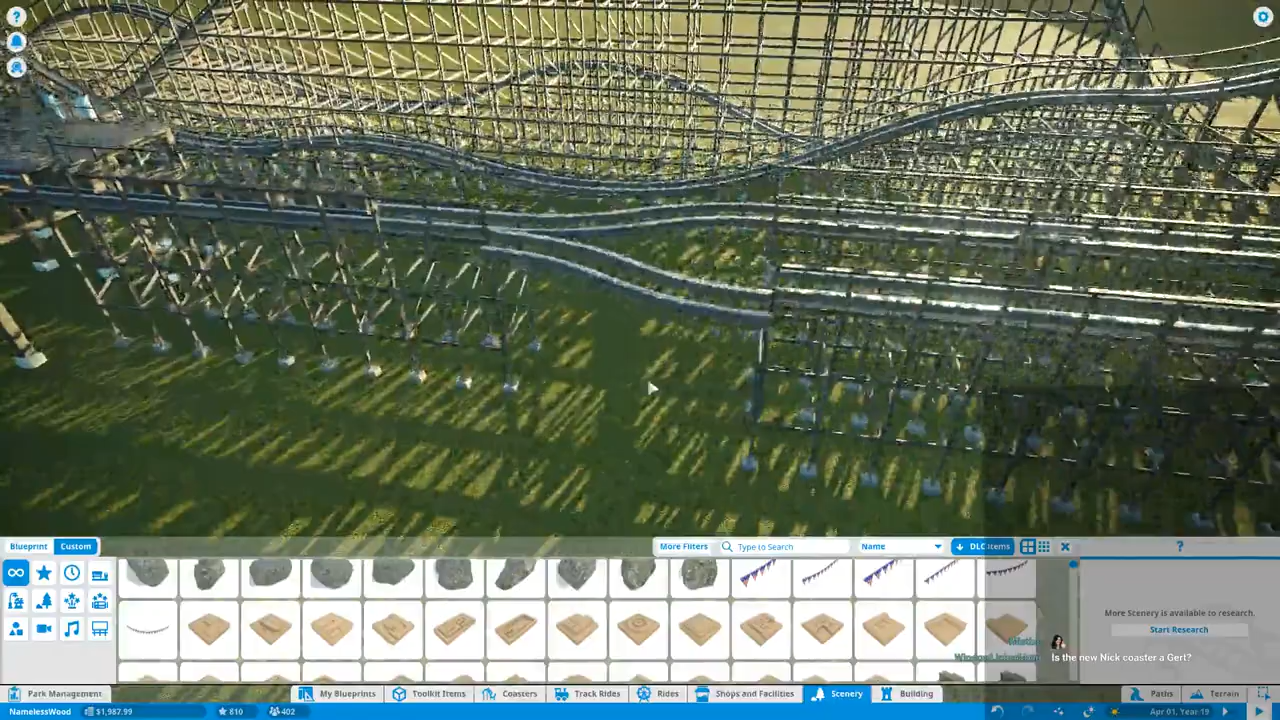 Blueprint Custom More Filters Type to Search Name DLC Items ?
More Scenery is available to research.
Start Research
Is the new Nick coaster a Gerl?
Park Management My Blueprints Toolkit Items Coasters Track Rides Rides Shops and Facilities Scenery Building Paths Terrain
NamelessWood $1,987.99 810 402 Apr 01, Year 19